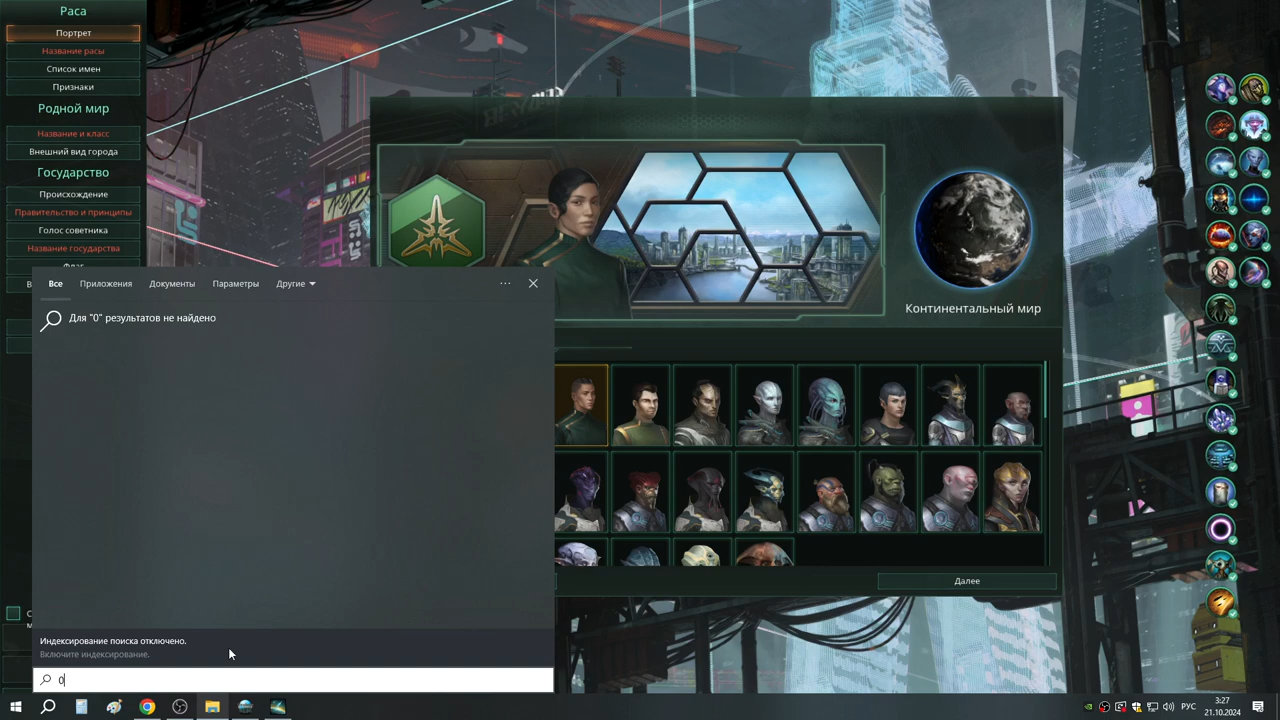 Раса
Портрет
Название расы
Список имен
Признаки
Родной мир
Название и класс
Внешний вид города
Государство
Происхождение
Правительство и принципы
Голос советника
Название государства
Континентальный мир
Далее
Все
Приложения
Документы
Параметры
Другие
Для "0" результатов не найдено
Индексирование поиска отключено.
Включите индексирование.
0
РУС
3:27
21.10.2024